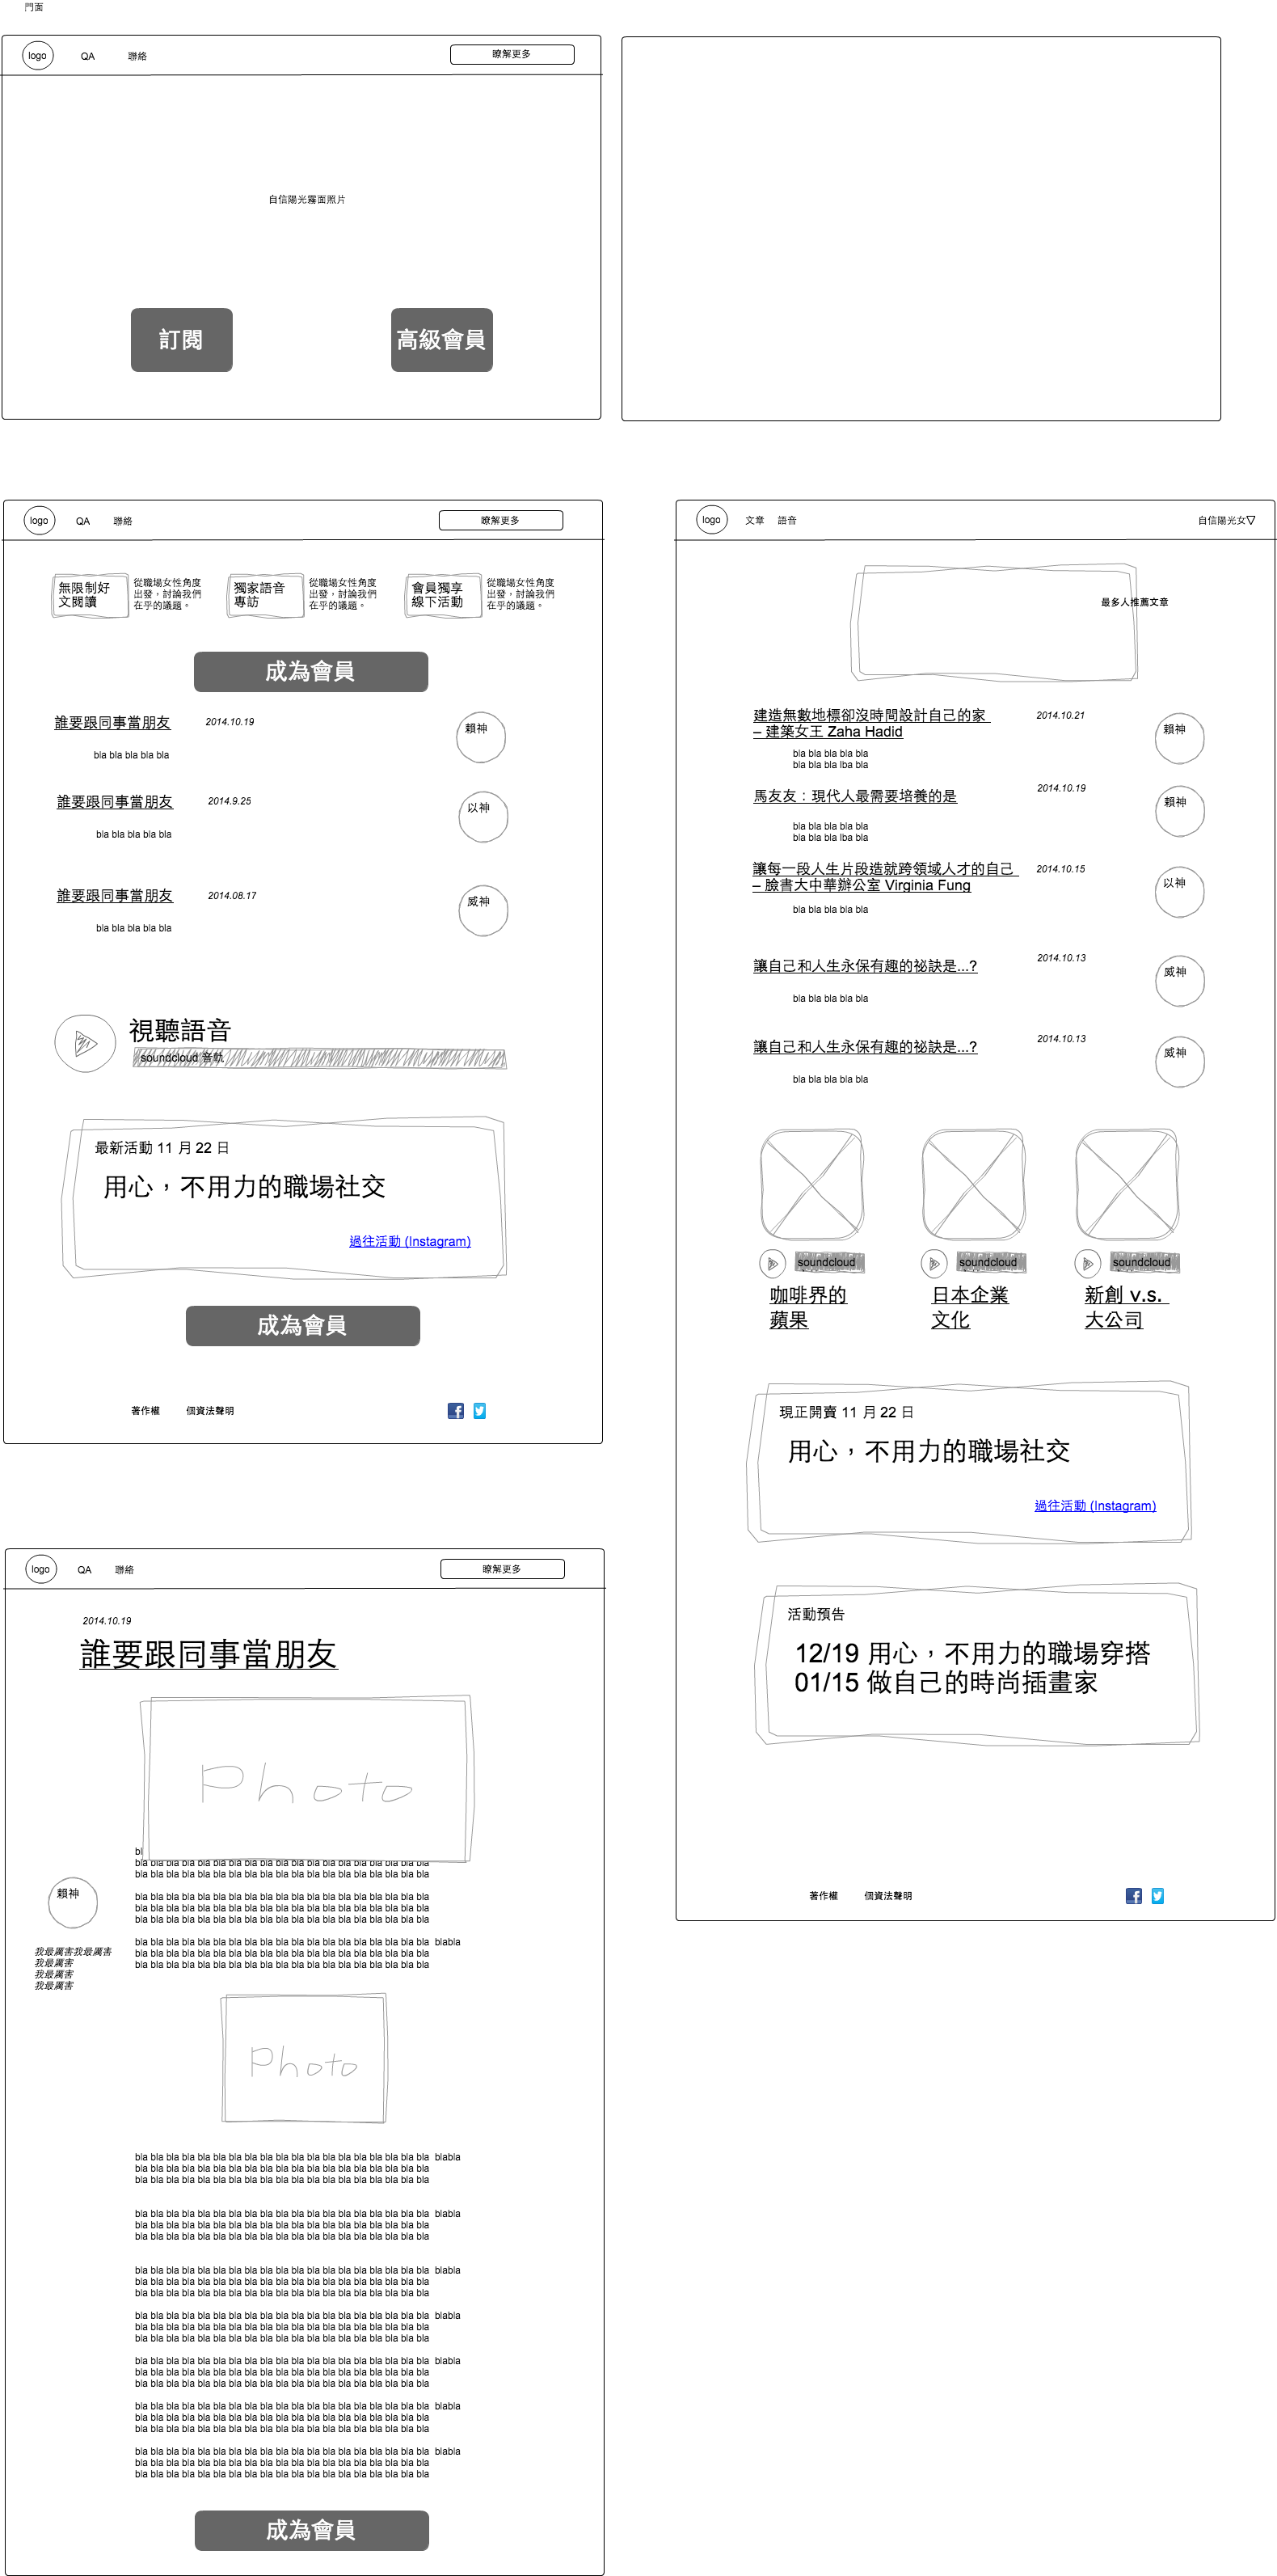 門面
logo
QA
聯絡
瞭解更多
自信陽光霧面照片
訂閱
高級會員
logo
QA
聯絡
瞭解更多
無限制好
文閱讀
從職場女性角度
出發，討論我們
在乎的議題。
獨家語音
專訪
從職場女性角度
出發，討論我們
在乎的議題。
會員獨享
線下活動
從職場女性角度
出發，討論我們
在乎的議題。
成為會員
誰要跟同事當朋友
2014.10.19
賴神
bla bla bla bla bla
誰要跟同事當朋友
2014.9.25
以神
bla bla bla bla bla
誰要跟同事當朋友
2014.08.17
威神
bla bla bla bla bla
視聽語音
soundcloud 音軌
最新活動 11 月 22 日
用心，不用力的職場社交
過往活動 (Instagram)
成為會員
著作權
個資法聲明
logo
文章
語音
自信陽光女▽
最多人推薦文章
建造無數地標卻沒時間設計自己的家
– 建築女王 Zaha Hadid
2014.10.21
賴神
bla bla bla bla bla
bla bla bla lba bla
馬友友：現代人最需要培養的是
2014.10.19
賴神
bla bla bla bla bla
bla bla bla lba bla
讓每一段人生片段造就跨領域人才的自己
– 臉書大中華辦公室 Virginia Fung
2014.10.15
以神
bla bla bla bla bla
讓自己和人生永保有趣的祕訣是...?
2014.10.13
威神
bla bla bla bla bla
讓自己和人生永保有趣的祕訣是...?
2014.10.13
威神
bla bla bla bla bla
soundcloud
咖啡界的
蘋果
soundcloud
日本企業
文化
soundcloud
新創 v.s.
大公司
現正開賣 11 月 22 日
用心，不用力的職場社交
過往活動 (Instagram)
活動預告
12/19 用心，不用力的職場穿搭
01/15 做自己的時尚插畫家
著作權
個資法聲明
logo
QA
聯絡
瞭解更多
2014.10.19
誰要跟同事當朋友
Photo
bla bla bla bla bla bla bla bla bla bla bla bla bla bla bla bla bla bla bla
bla bla bla bla bla bla bla bla bla bla bla bla bla bla bla bla bla bla bla
賴神
我最厲害我最厲害
我最厲害
我最厲害
我最厲害
bla bla bla bla bla bla bla bla bla bla bla bla bla bla bla bla bla bla bla
bla bla bla bla bla bla bla bla bla bla bla bla bla bla bla bla bla bla bla
bla bla bla bla bla bla bla bla bla bla bla bla bla bla bla bla bla bla bla
bla bla bla bla bla bla bla bla bla bla bla bla bla bla bla bla bla bla bla blabla
bla bla bla bla bla bla bla bla bla bla bla bla bla bla bla bla bla bla bla
bla bla bla bla bla bla bla bla bla bla bla bla bla bla bla bla bla bla bla
Photo
bla bla bla bla bla bla bla bla bla bla bla bla bla bla bla bla bla bla bla blabla
bla bla bla bla bla bla bla bla bla bla bla bla bla bla bla bla bla bla bla
bla bla bla bla bla bla bla bla bla bla bla bla bla bla bla bla bla bla bla
bla bla bla bla bla bla bla bla bla bla bla bla bla bla bla bla bla bla bla blabla
bla bla bla bla bla bla bla bla bla bla bla bla bla bla bla bla bla bla bla
bla bla bla bla bla bla bla bla bla bla bla bla bla bla bla bla bla bla bla
bla bla bla bla bla bla bla bla bla bla bla bla bla bla bla bla bla bla bla blabla
bla bla bla bla bla bla bla bla bla bla bla bla bla bla bla bla bla bla bla
bla bla bla bla bla bla bla bla bla bla bla bla bla bla bla bla bla bla bla
bla bla bla bla bla bla bla bla bla bla bla bla bla bla bla bla bla bla bla blabla
bla bla bla bla bla bla bla bla bla bla bla bla bla bla bla bla bla bla bla
bla bla bla bla bla bla bla bla bla bla bla bla bla bla bla bla bla bla bla
bla bla bla bla bla bla bla bla bla bla bla bla bla bla bla bla bla bla bla blabla
bla bla bla bla bla bla bla bla bla bla bla bla bla bla bla bla bla bla bla
bla bla bla bla bla bla bla bla bla bla bla bla bla bla bla bla bla bla bla
bla bla bla bla bla bla bla bla bla bla bla bla bla bla bla bla bla bla bla blabla
bla bla bla bla bla bla bla bla bla bla bla bla bla bla bla bla bla bla bla
bla bla bla bla bla bla bla bla bla bla bla bla bla bla bla bla bla bla bla
bla bla bla bla bla bla bla bla bla bla bla bla bla bla bla bla bla bla bla blabla
bla bla bla bla bla bla bla bla bla bla bla bla bla bla bla bla bla bla bla
bla bla bla bla bla bla bla bla bla bla bla bla bla bla bla bla bla bla bla
成為會員